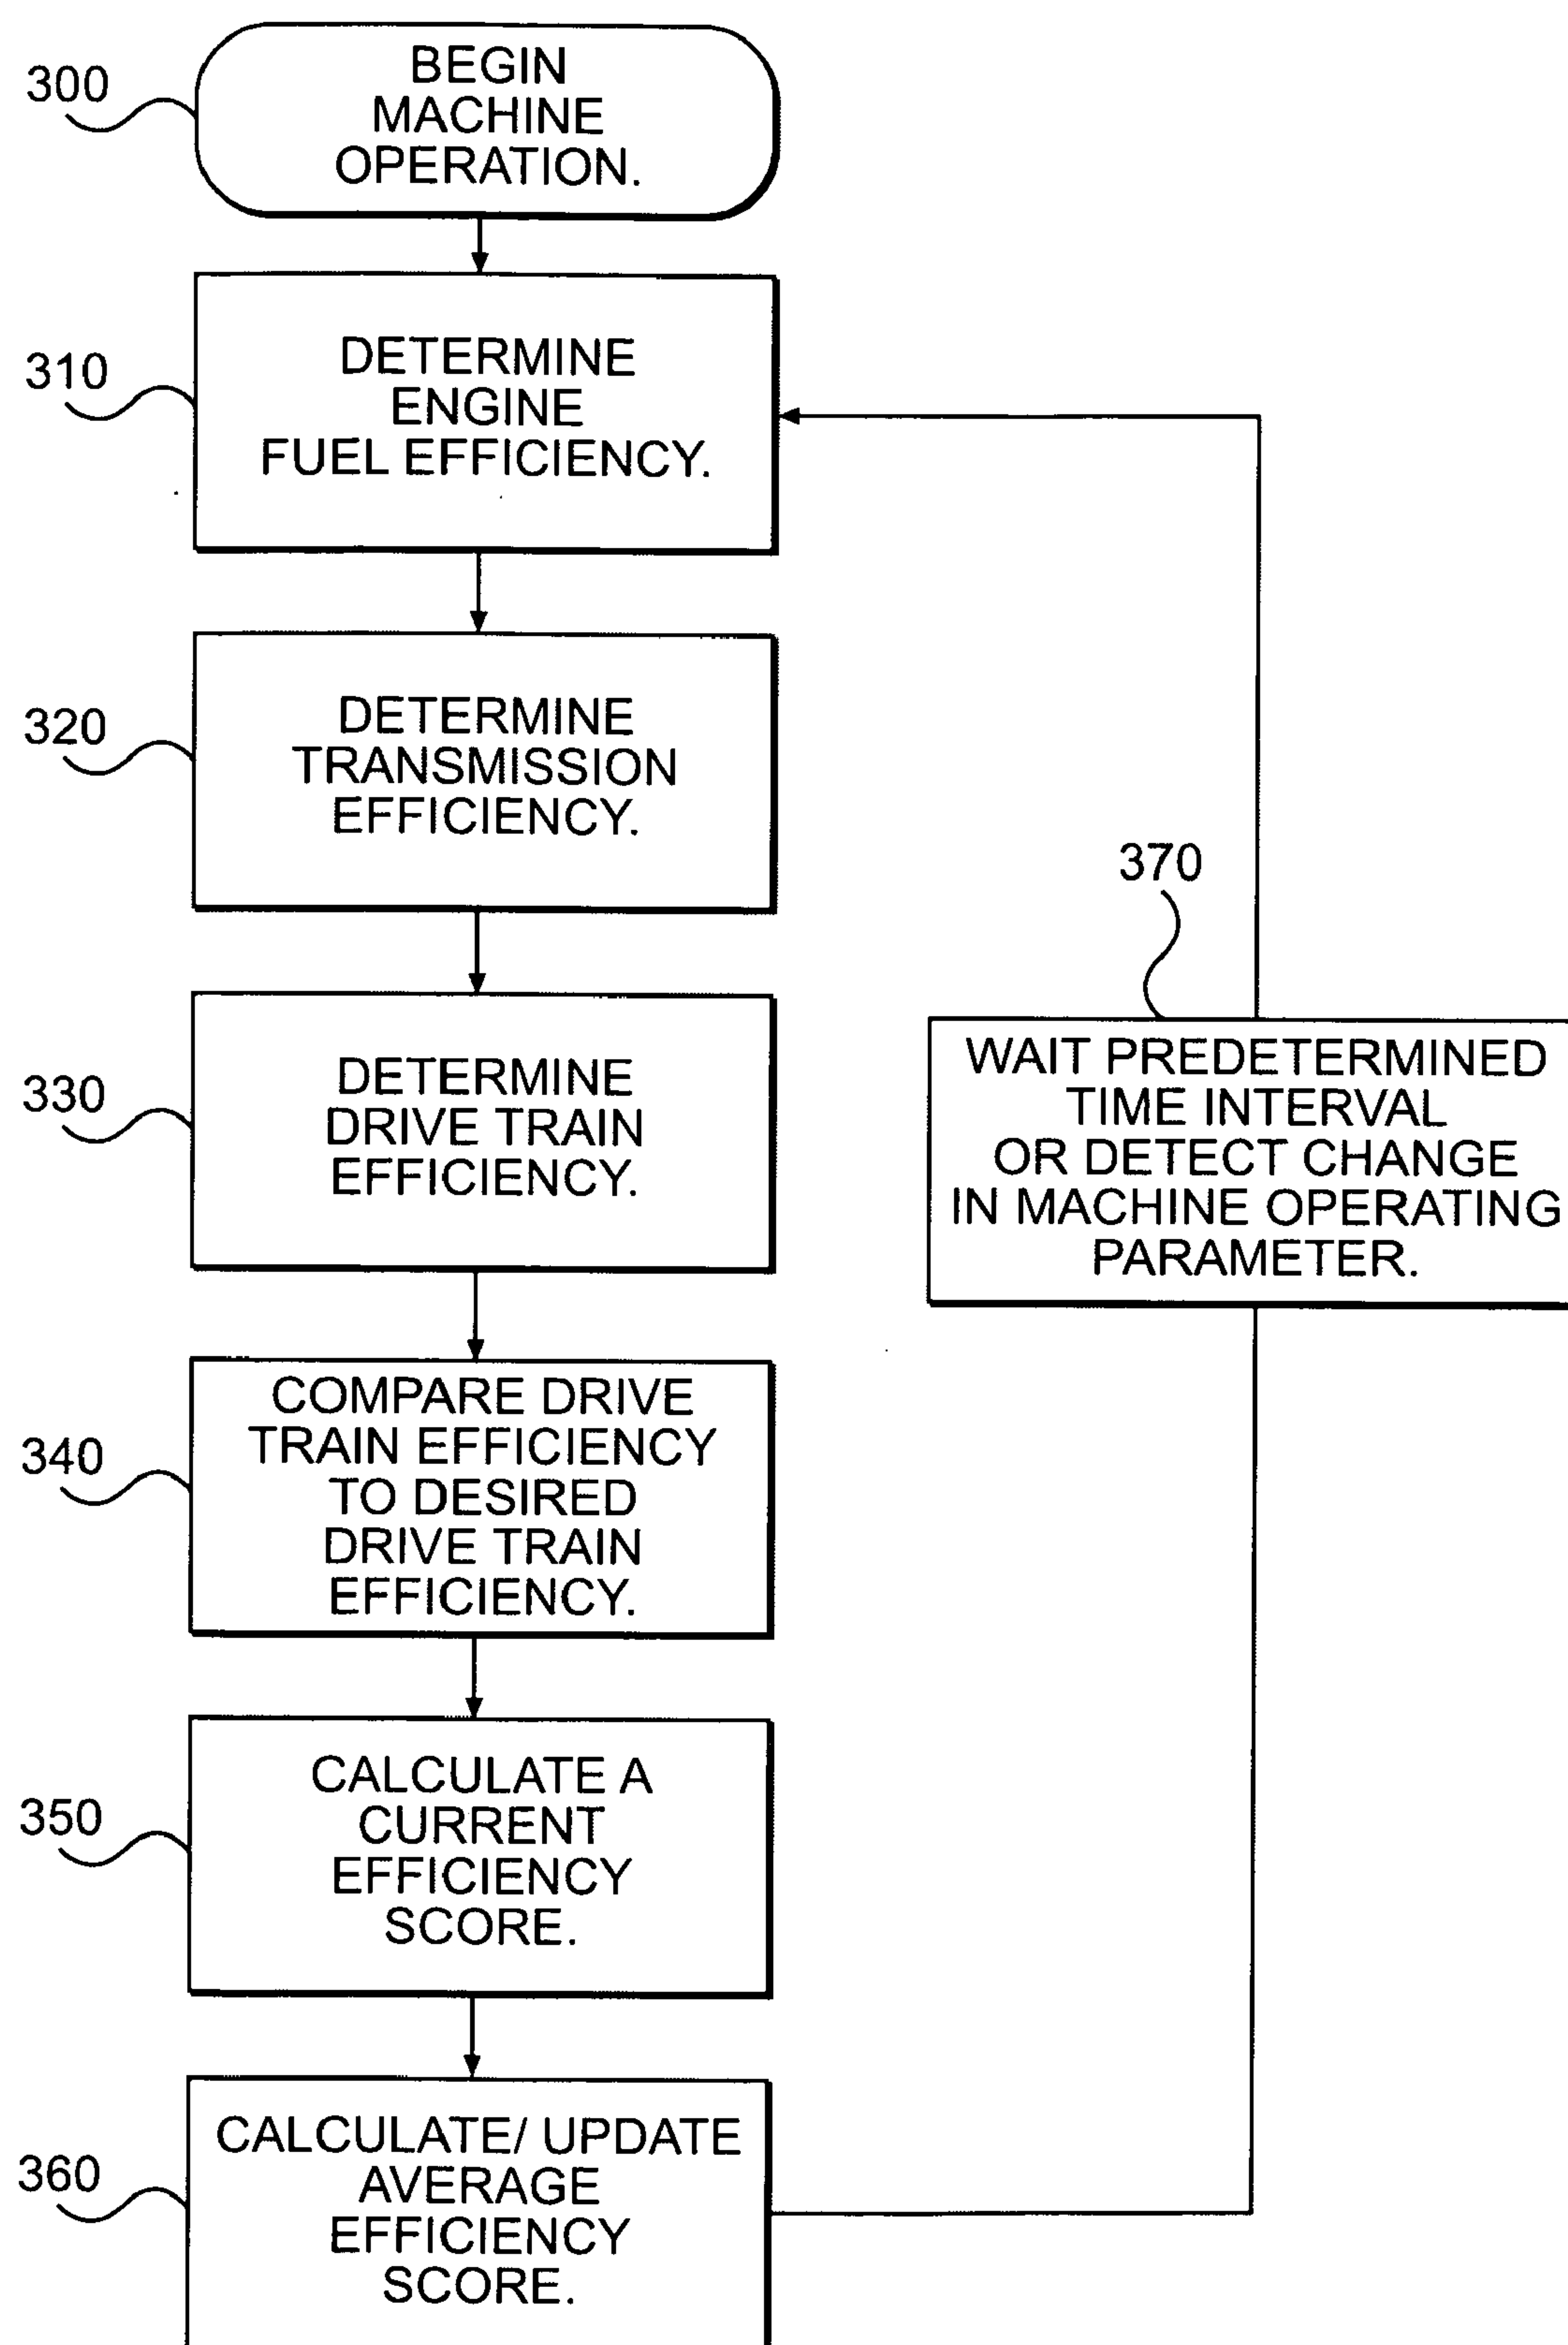 300
BEGIN
MACHINE
OPERATION.
310
DETERMINE
ENGINE
FUEL EFFICIENCY.
320
DETERMINE
TRANSMISSION
EFFICIENCY.
330
DETERMINE
DRIVE TRAIN
EFFICIENCY.
340
COMPARE DRIVE
TRAIN EFFICIENCY
TO DESIRED
DRIVE TRAIN
EFFICIENCY.
350
CALCULATE A
CURRENT
EFFICIENCY
SCORE.
360
CALCULATE/ UPDATE
AVERAGE
EFFICIENCY
SCORE.
370
WAIT PREDETERMINED
TIME INTERVAL
OR DETECT CHANGE
IN MACHINE OPERATING
PARAMETER.